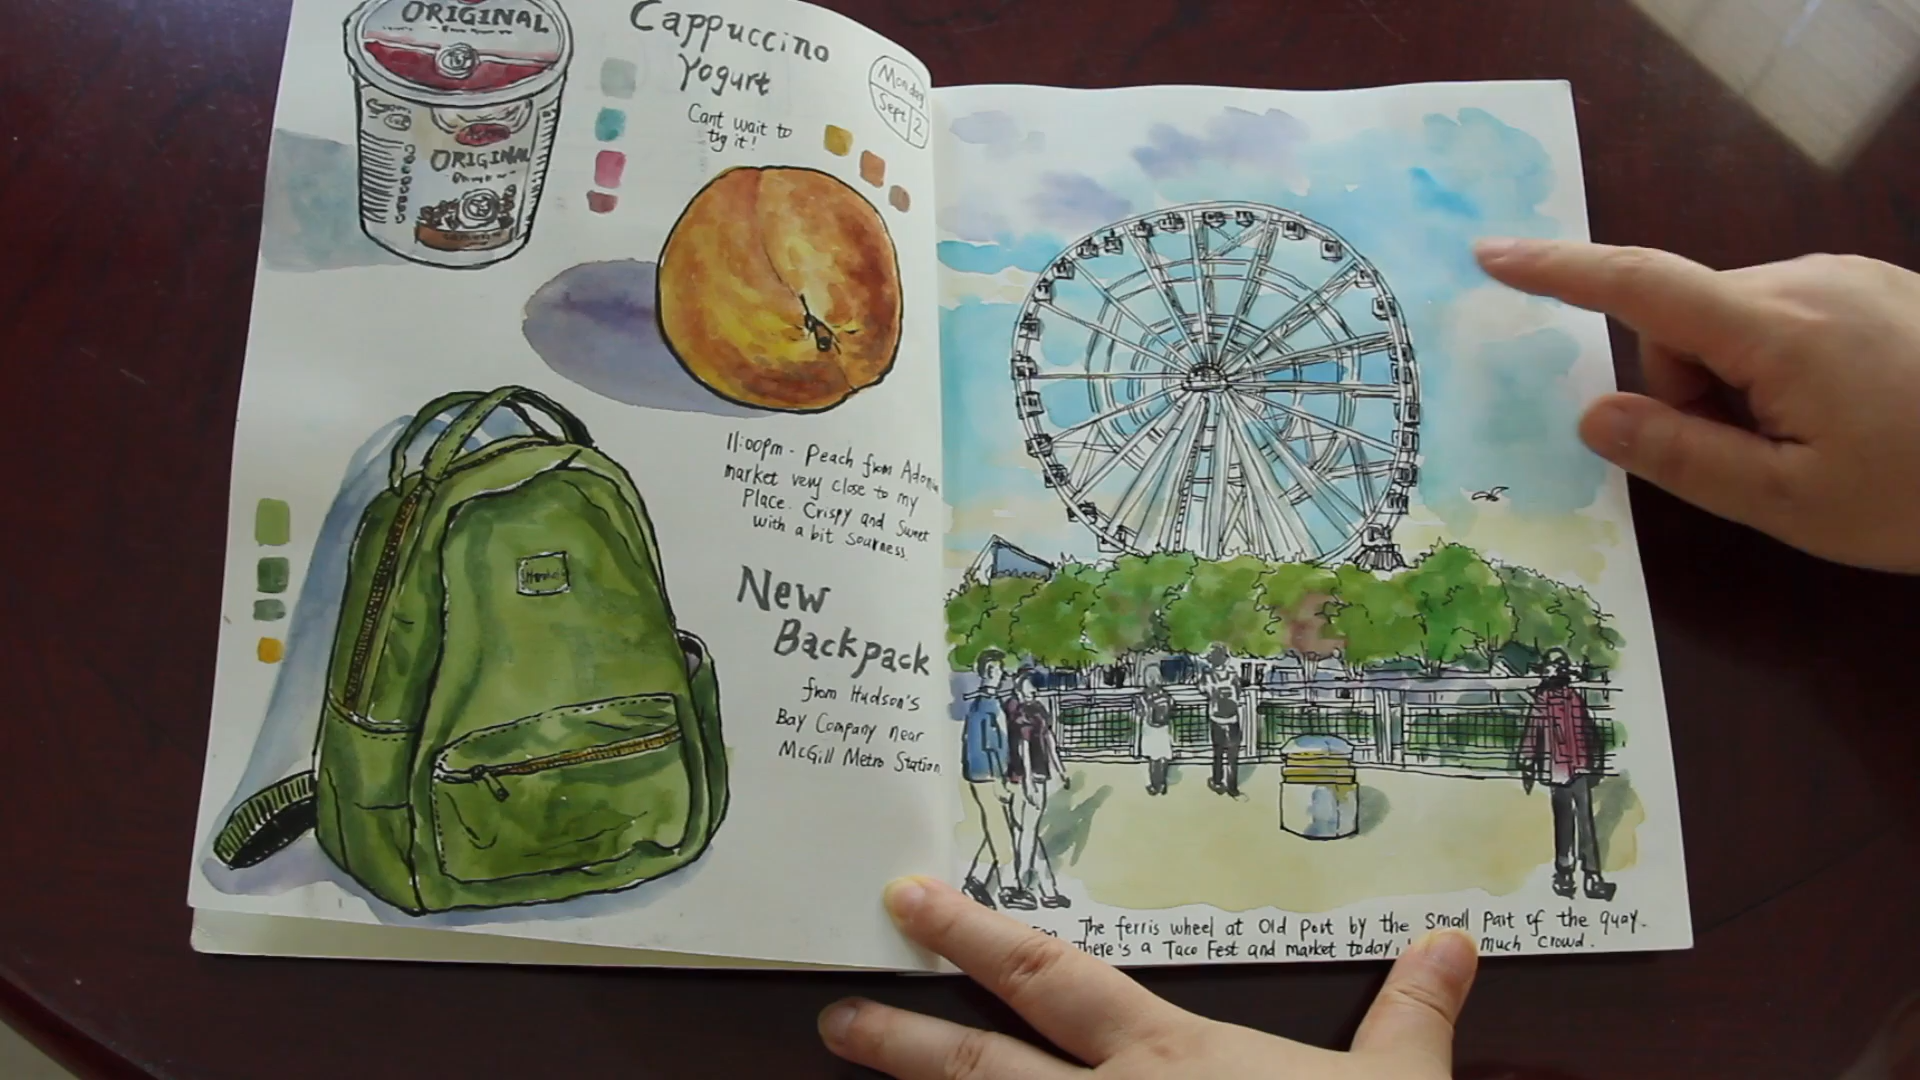 ORIGINAL
ORIGINAL
Cappuccino
Yogurt
Cant wait to
try it!
Monday
Sept 2
11:00pm - Peach from
market very close to my
Place. Crispy and Sweet
with a bit sourness.
New
Backpack
from Hudson's
Bay Company near
McGill Metro Station
The ferris wheel at Old Port by the small part of the quay.
There's a Taco Fest and market today, much crowd.